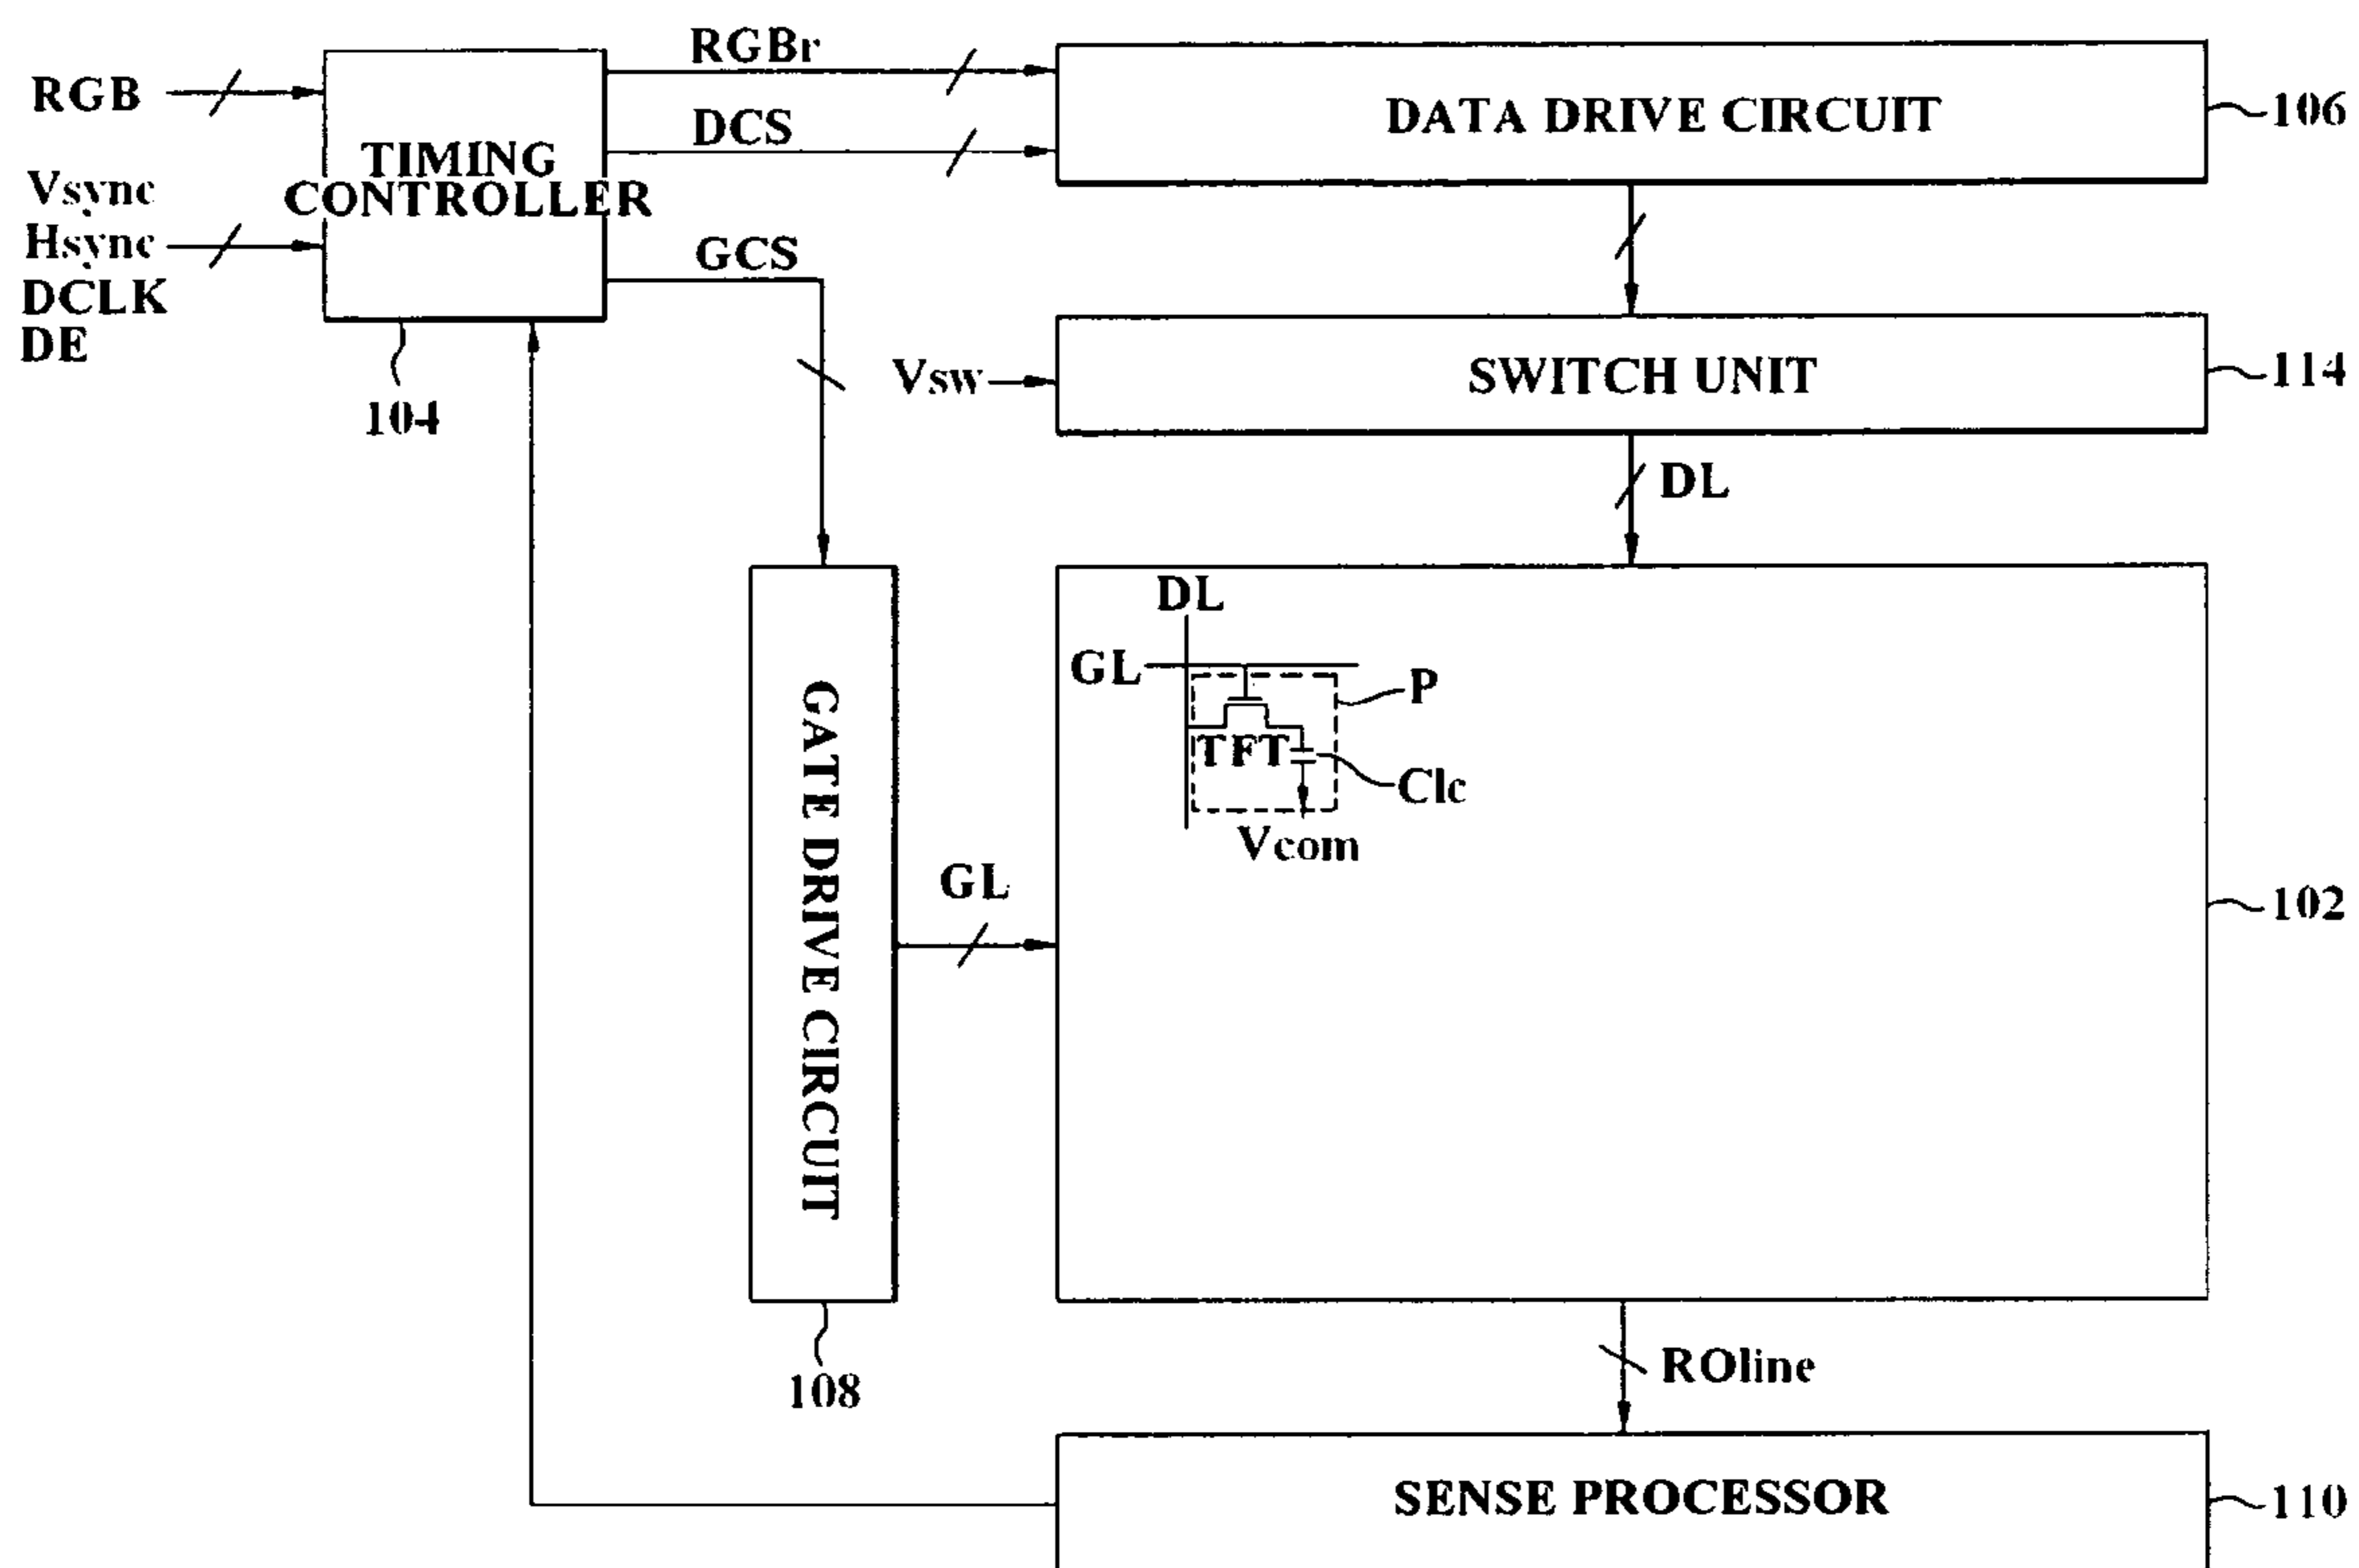 RGB
Vsync
Hsync
DCLK
DE
TIMING
CONTROLLER
104
RGBr
DCS
GCS
DATA DRIVE CIRCUIT
106
Vsw
SWITCH UNIT
114
DL
GATE DRIVE CIRCUIT
108
GL
DL
GL
P
TFT
Clc
Vcom
102
ROline
SENSE PROCESSOR
110